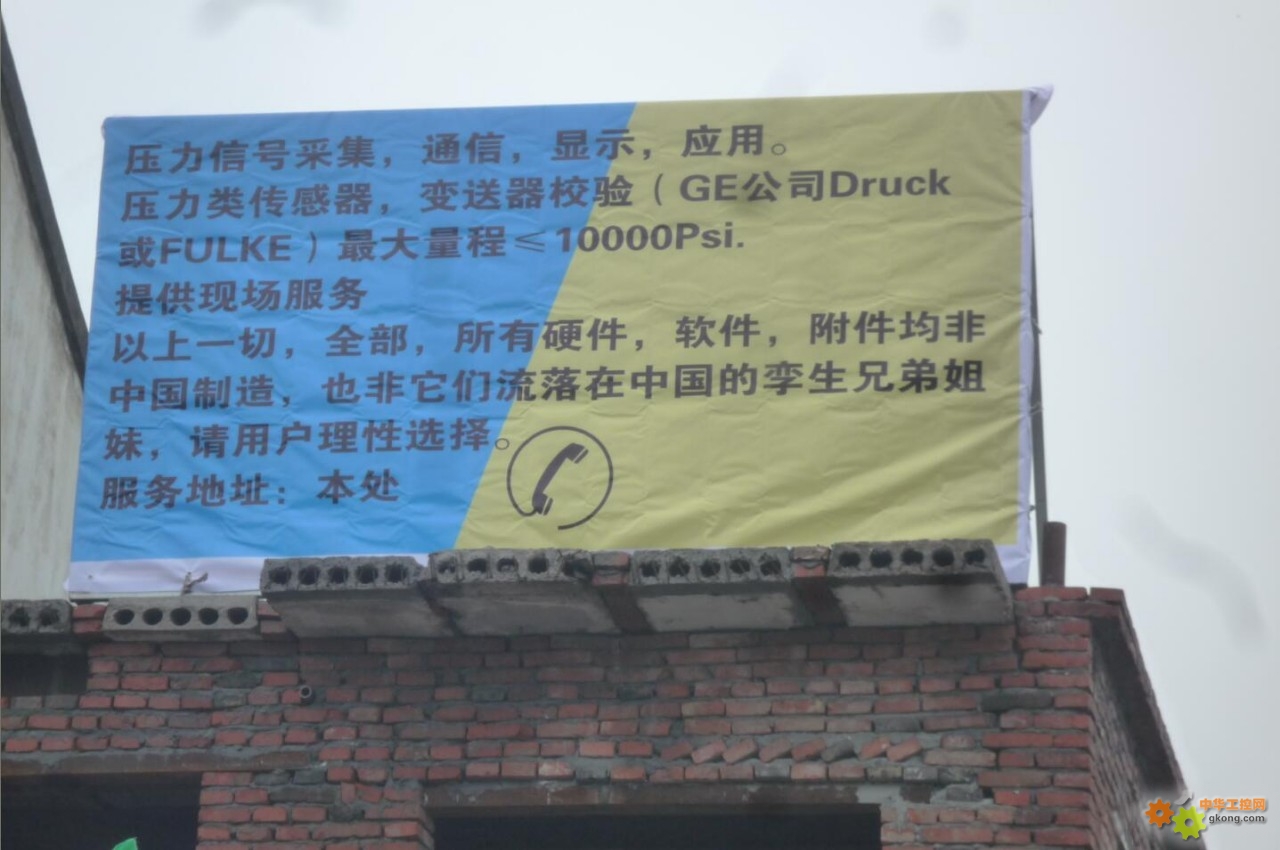 压力信号采集，通信，显示，应用。
压力类传感器，变送器校验（GE公司Druck
或FULKE）最大量程≤10000Psi.
提供现场服务
以上一切，全部，所有硬件，软件，附件均非
中国制造，也非它们流落在中国的孪生兄弟姐
妹，请用户理性选择。
服务地址：本处
中华工控网
gkong.com